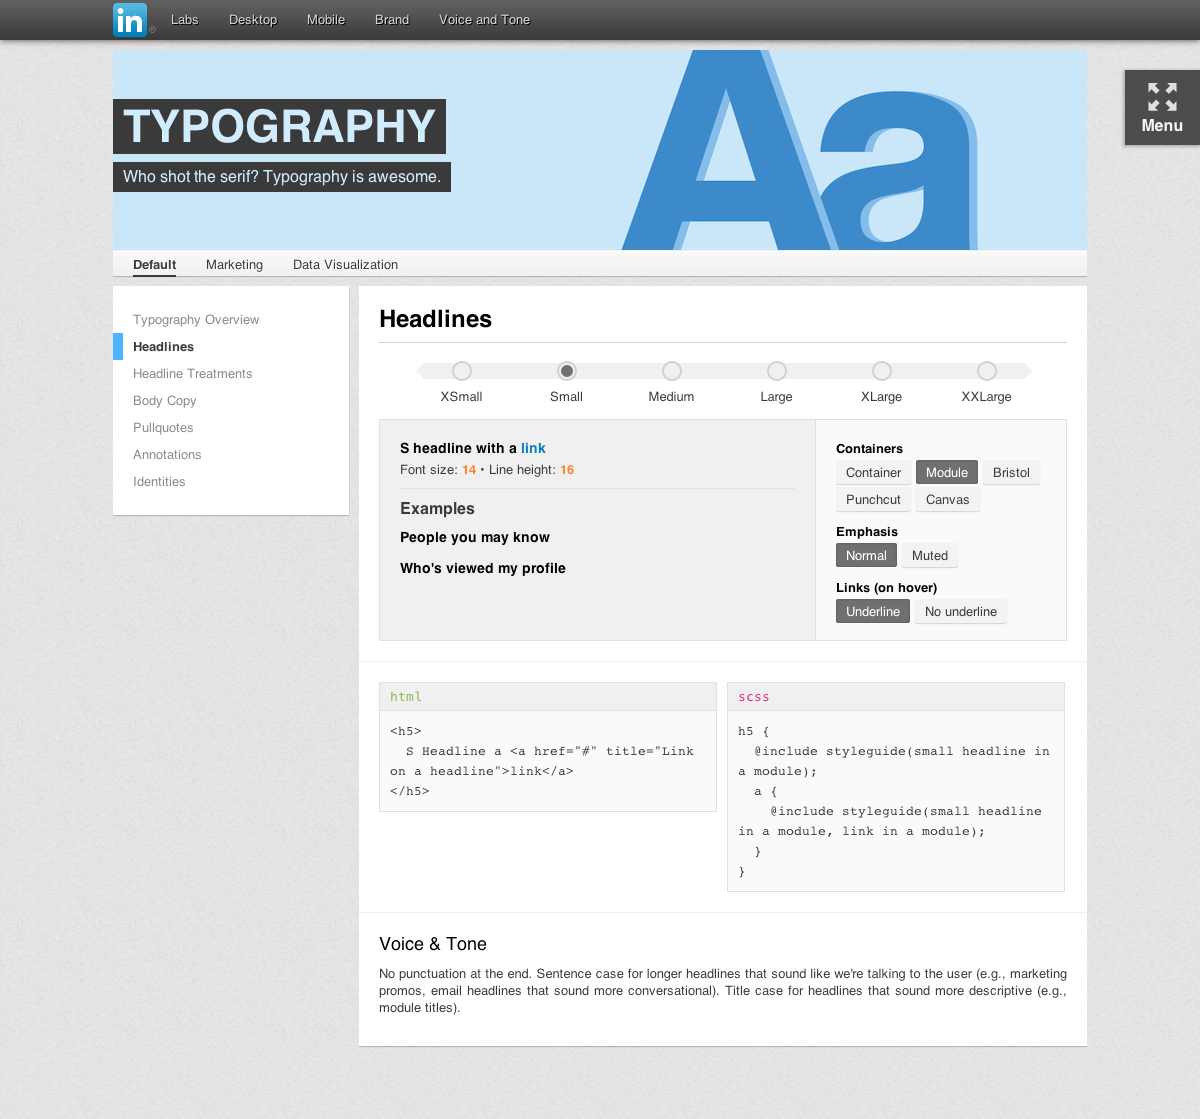 in ® Labs Desktop Mobile Brand Voice and Tone
Aa
Menu
TYPOGRAPHY
Who shot the serif? Typography is awesome.
Default Marketing Data Visualization
Typography Overview
Headlines
Headline Treatments
Body Copy
Pullquotes
Annotations
Identities
Headlines
XSmall Small Medium Large XLarge XXLarge
S headline with a link
Font size: 14 • Line height: 16
Examples
People you may know
Who's viewed my profile
Containers
Container Module Bristol
Punchcut Canvas
Emphasis
Normal Muted
Links (on hover)
Underline No underline
html
<h5>
  S Headline a <a href="#" title="Link
on a headline">link</a>
</h5>
scss
h5 {
  @include styleguide(small headline in
a module);
  a {
    @include styleguide(small headline
in a module, link in a module);
  }
}
Voice & Tone
No punctuation at the end. Sentence case for longer headlines that sound like we're talking to the user (e.g., marketing
promos, email headlines that sound more conversational). Title case for headlines that sound more descriptive (e.g.,
module titles).